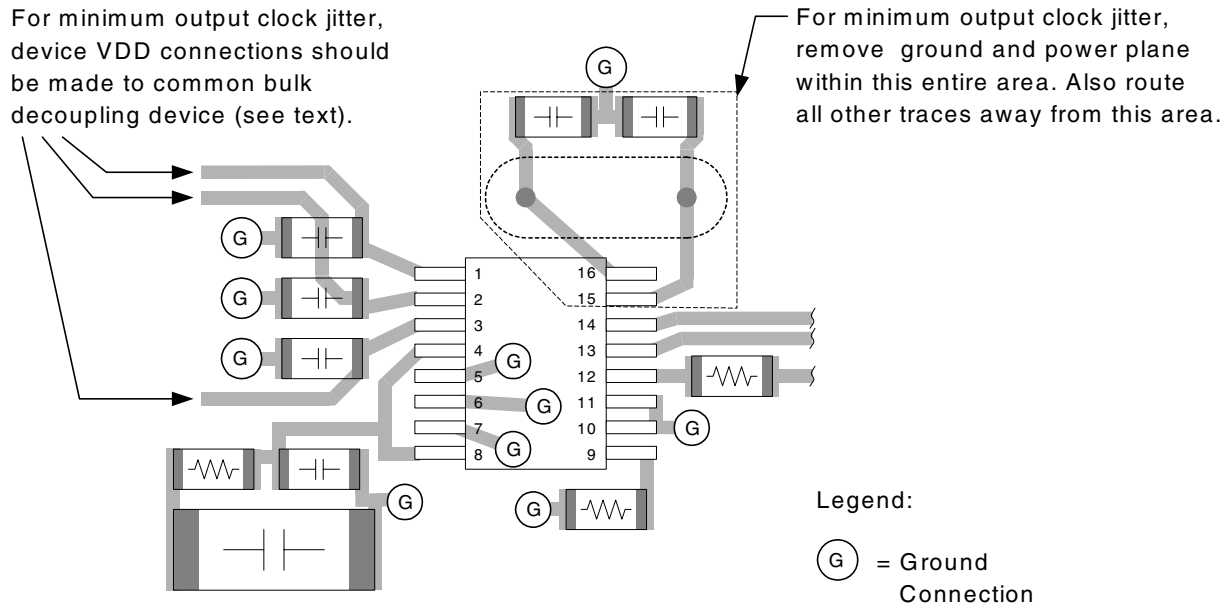 For minimum output clock jitter,
device VDD connections should
be made to common bulk
decoupling device (see text).
For minimum output clock jitter,
remove ground and power plane
within this entire area. Also route
all other traces away from this area.
G
G
G
G
1
2
3
4
5
6
7
8
16
15
14
13
12
11
10
9
G
G
G
G
G
G
Legend:
G = Ground
Connection